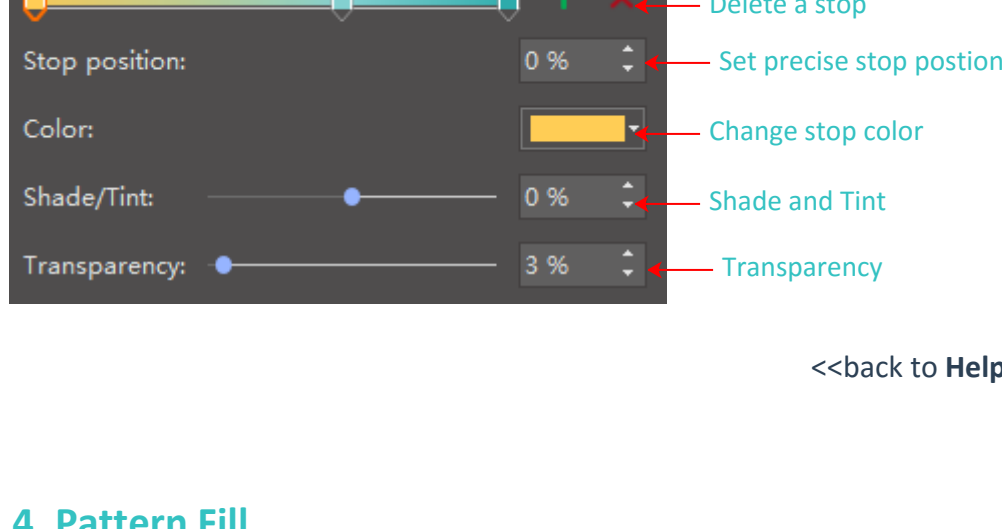 Delete a stop
Stop position: 0 % Set precise stop postion
Color: Change stop color
Shade/Tint: 0 % Shade and Tint
Transparency: 3 % Transparency
<<back to Help
4. Pattern Fill